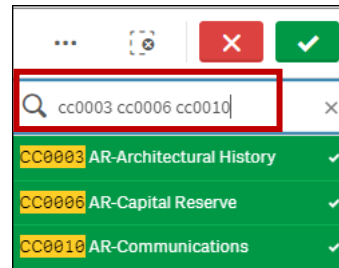 cc0003 cc0006 cc0010
CC0003 AR-Architectural History
CC0006 AR-Capital Reserve
CC0010 AR-Communications